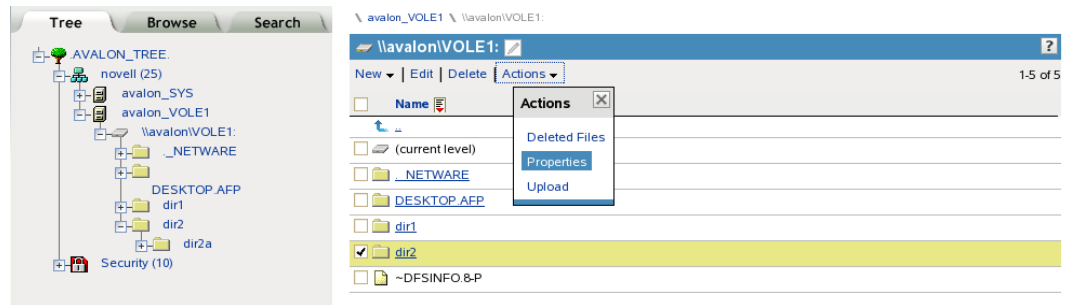 Tree Browse Search
.AVALON_TREE.
novell (25)
avalon_SYS
avalon_VOLE1
\\avalon\VOLE1:
._NETWARE
DESKTOP.AFP
dir1
dir2
dir2a
Security (10)
\ avalon_VOLE1 \ \\avalon\VOLE1:
\\avalon\VOLE1: ?
New | Edit | Delete | Actions 1-5 of 5
Name
..
(current level)
._NETWARE
DESKTOP.AFP
dir1
dir2
~DFSINFO.8-P
Actions
Deleted Files
Properties
Upload